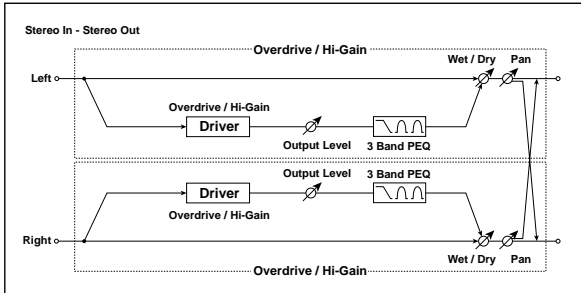 Stereo In - Stereo Out
Overdrive / Hi-Gain
Wet / Dry Pan
Left
Overdrive / Hi-Gain
Driver
Output Level 3 Band PEQ
Output Level 3 Band PEQ
Driver
Overdrive / Hi-Gain
Right
Wet / Dry Pan
Overdrive / Hi-Gain